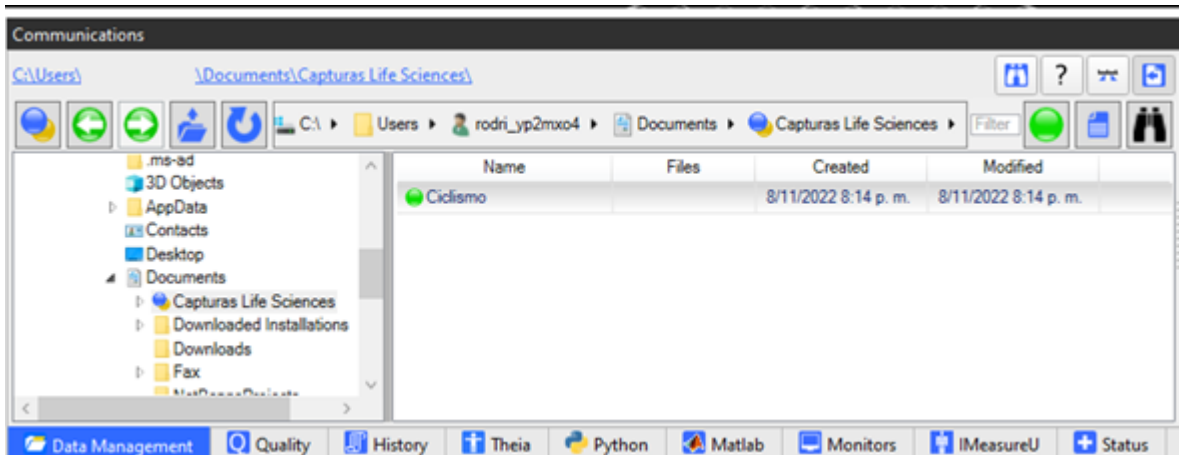 Communications
C:\Users\ \Documents\Capturas Life Sciences\
?
C:\ Users rodri_yp2mxo4 Documents Capturas Life Sciences Filter
.ms-ad
3D Objects
AppData
Contacts
Desktop
Documents
Capturas Life Sciences
Downloaded Installations
Downloads
Fax
Name Files Created Modified
Ciclismo 8/11/2022 8:14 p. m. 8/11/2022 8:14 p. m.
Data Management Quality History Theia Python Matlab Monitors IMeasureU Status